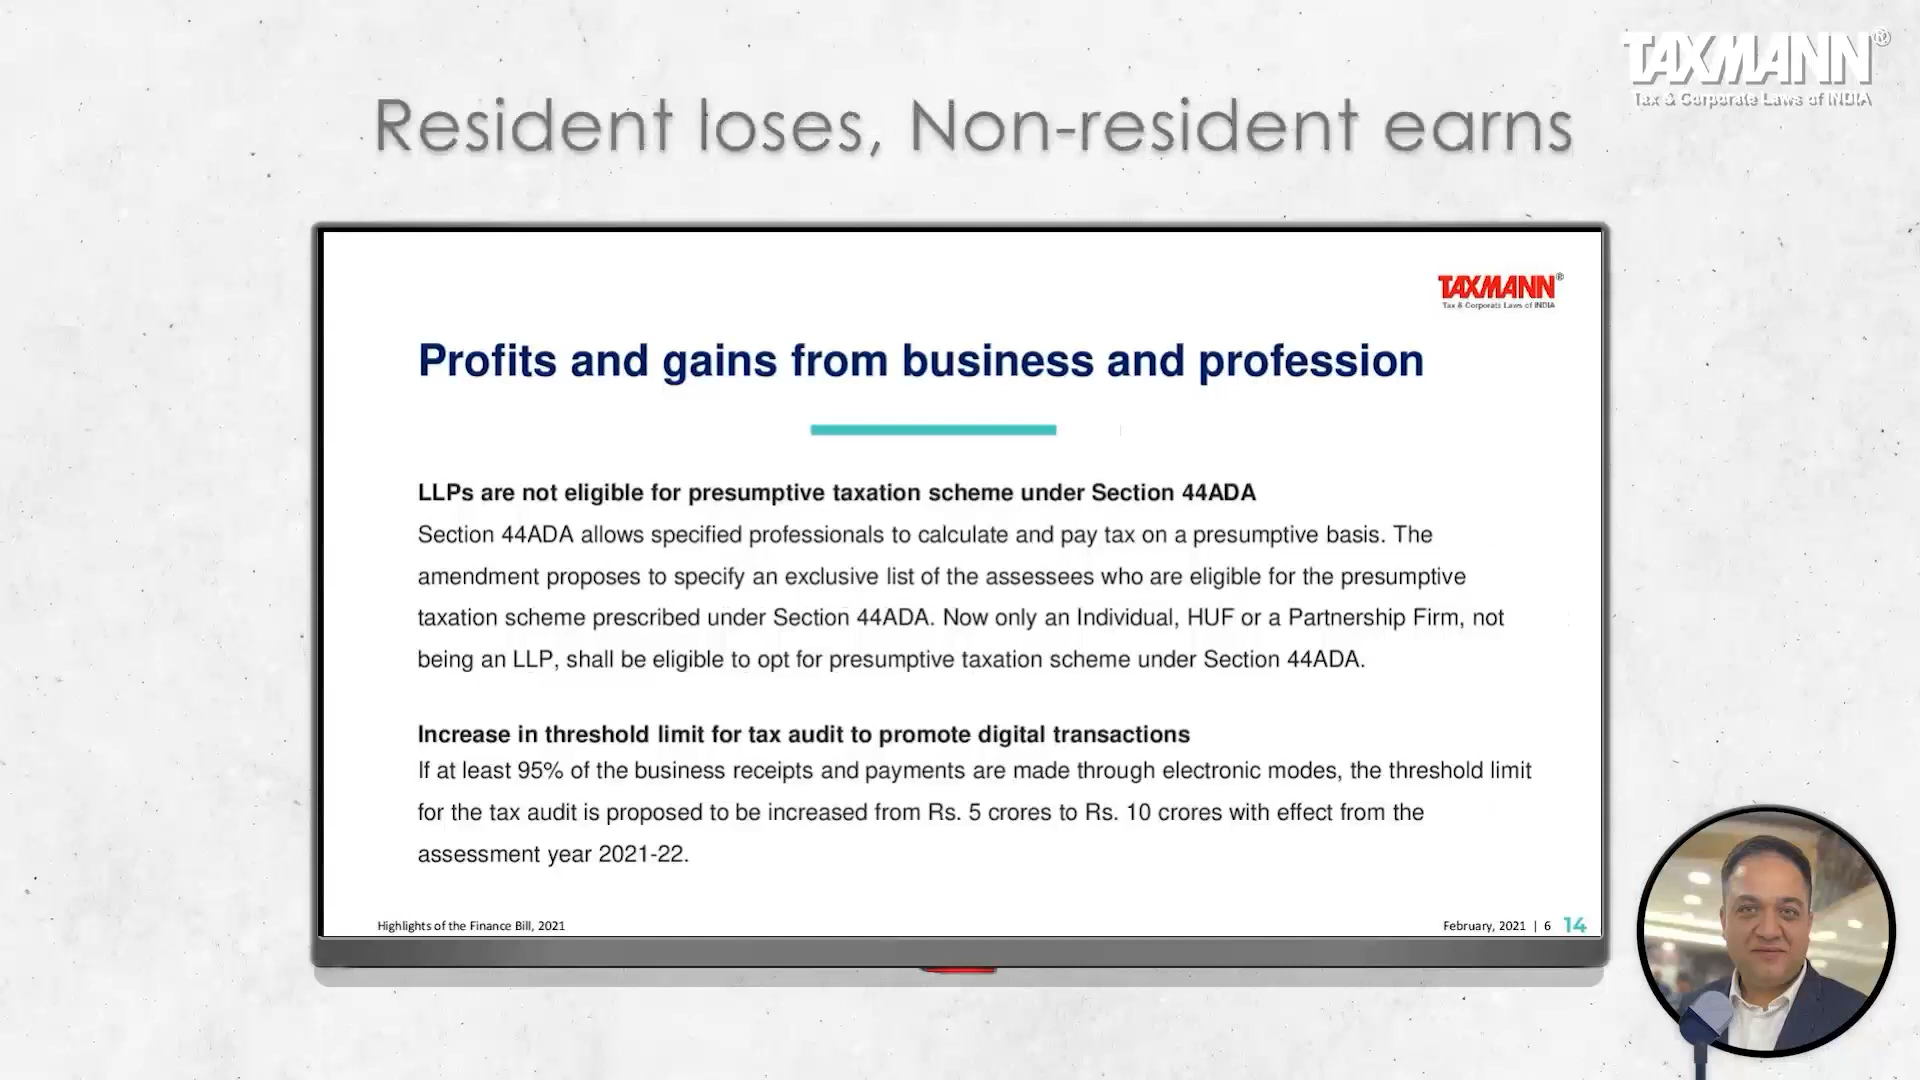 TAXMANN®
Tax & Corporate Laws of INDIA
Resident loses, Non-resident earns
TAXMANN®
Tax & Corporate Laws of INDIA
Profits and gains from business and profession
LLPs are not eligible for presumptive taxation scheme under Section 44ADA
Section 44ADA allows specified professionals to calculate and pay tax on a presumptive basis. The
amendment proposes to specify an exclusive list of the assessees who are eligible for the presumptive
taxation scheme prescribed under Section 44ADA. Now only an Individual, HUF or a Partnership Firm, not
being an LLP, shall be eligible to opt for presumptive taxation scheme under Section 44ADA.
Increase in threshold limit for tax audit to promote digital transactions
If at least 95% of the business receipts and payments are made through electronic modes, the threshold limit
for the tax audit is proposed to be increased from Rs. 5 crores to Rs. 10 crores with effect from the
assessment year 2021-22.
Highlights of the Finance Bill, 2021
February, 2021 | 6 14